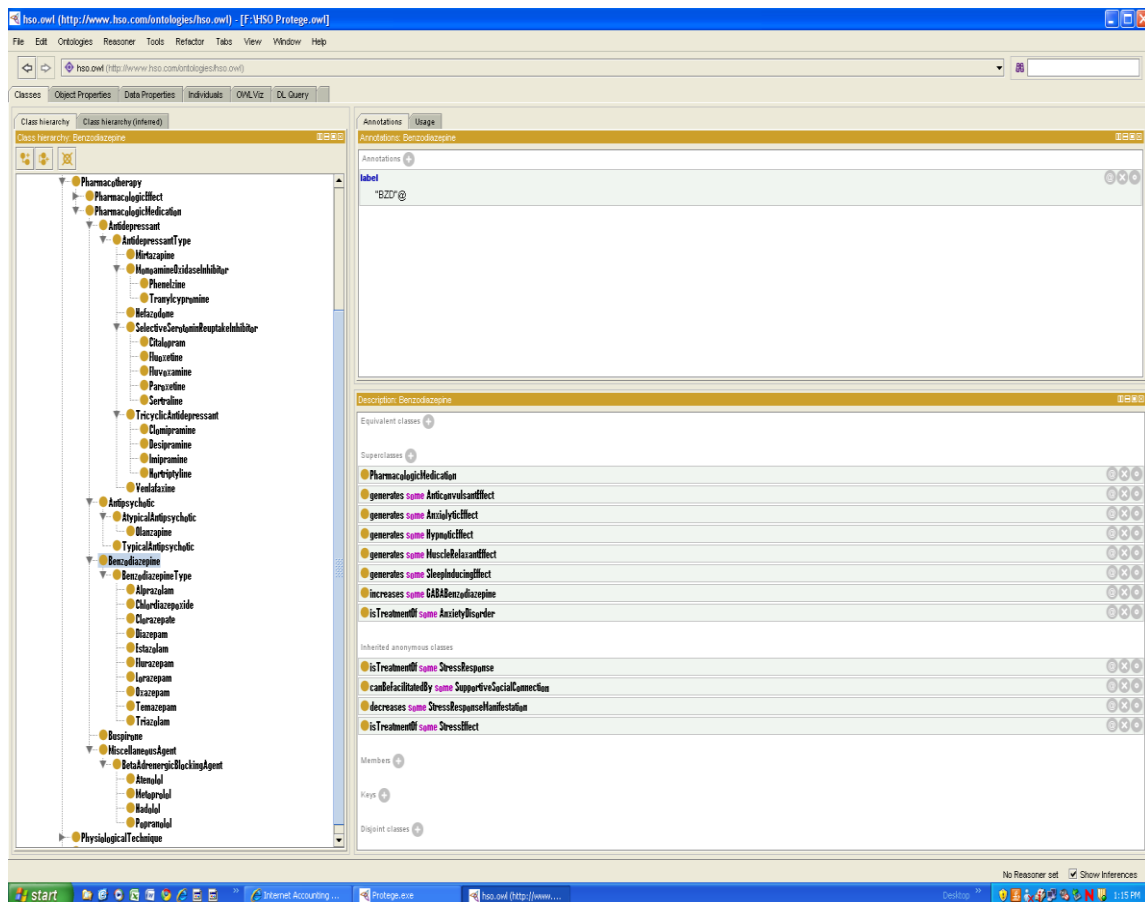 hso.owl (http://www.hso.com/ontologies/hso.owl) - [F:\HSO Protege.owl]
File Edit Ontologies Reasoner Tools Refactor Tabs View Window Help
hso.owl (http://www.hso.com/ontologies/hso.owl)
Classes Object Properties Data Properties Individuals OWLViz DL Query
Class hierarchy Class hierarchy (inferred)
Class hierarchy: Benzodiazepine
Pharmacotherapy
PharmacologicEffect
PharmacologicMedication
Antidepressant
AntidepressantType
Mirtazapine
MonoamineOxidaseInhibitor
Phenelzine
Tranylcypromine
Nefazodone
SelectiveSerotoninReuptakeInhibitor
Citalopram
Fluoxetine
Fluvoxamine
Paroxetine
Sertraline
TricyclicAntidepressant
Clomipramine
Desipramine
Imipramine
Nortriptyline
Venlafaxine
Antipsychotic
AtypicalAntipsychotic
Olanzapine
TypicalAntipsychotic
Benzodiazepine
BenzodiazepineType
Alprazolam
Chlordiazepoxide
Clorazepate
Diazepam
Estazolam
Flurazepam
Lorazepam
Oxazepam
Temazepam
Triazolam
Buspirone
MiscellaneousAgent
BetaAdrenergicBlockingAgent
Atenolol
Metoprolol
Nadolol
Popranolol
PhysiologicalTechnique
Annotations Usage
Annotations: Benzodiazepine
Annotations
label
"BZD"@
Description: Benzodiazepine
Equivalent classes
Superclasses
PharmacologicMedication
generates some AnticonvulsantEffect
generates some AnxiolyticEffect
generates some HypnoticEffect
generates some MuscleRelaxantEffect
generates some SleepInducingEffect
increases some GABABenzodiazepine
isTreatmentOf some AnxietyDisorder
Inherited anonymous classes
isTreatmentOf some StressResponse
canBeFacilitatedBy some SupportiveSocialConnection
decreases some StressResponseManifestation
isTreatmentOf some StressEffect
Members
Keys
Disjoint classes
No Reasoner set Show Inferences
start Internet Accounting ... Protege.exe hso.owl (http://www.... Desktop 1:15 PM